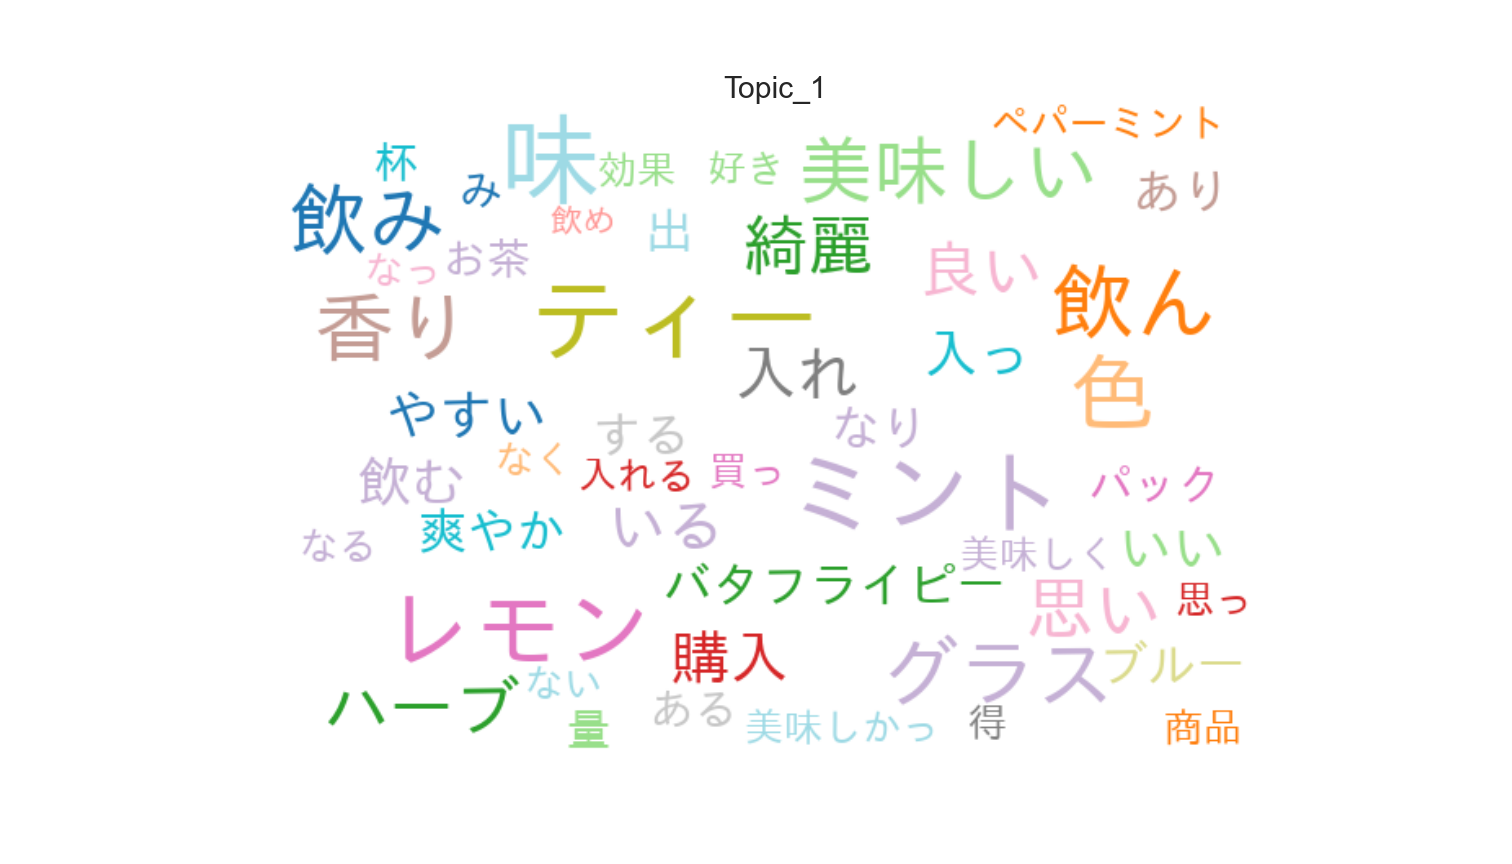 Topic_1
ペパーミント
杯
味
効果
好き
美味しい
あり
飲み
み
飲め
出
綺麗
良い
なっ
お茶
飲ん
香り
ティー
入れ
入っ
色
やすい
する
なり
飲む
なく
入れる
買っ
ミント
パック
なる
爽やか
いる
美味しく
いい
バタフライピー
思い
思っ
レモン
購入
グラス
ブルー
ハーブ
ない
量
ある
美味しかっ
得
商品